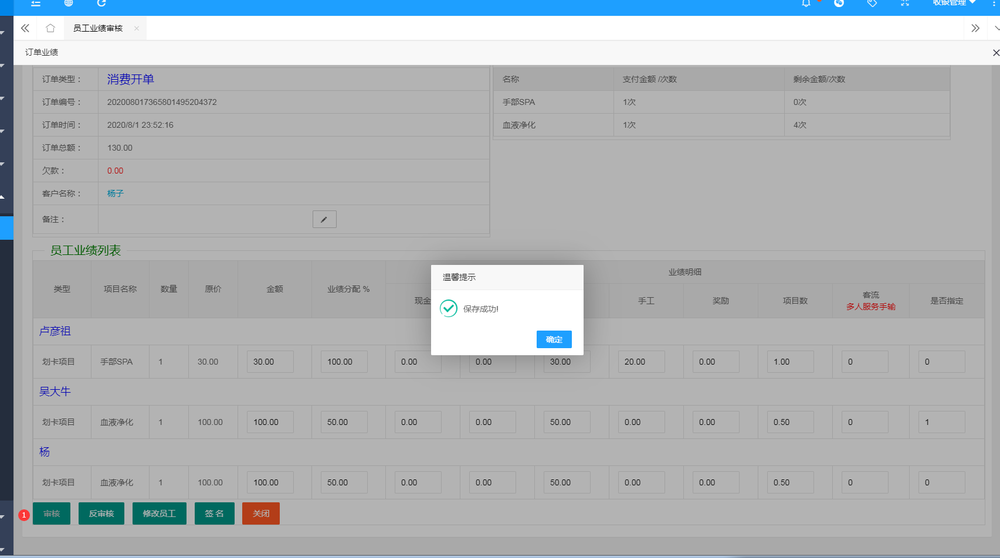 收银管理
员工业绩审核
订单业绩
订单类型： 消费开单
订单编号： 202008017365801495204372
订单时间： 2020/8/1 23:52:16
订单总额： 130.00
欠款： 0.00
客户名称： 杨子
备注：
名称 支付金额 /次数 剩余金额/次数
手部SPA 1次 0次
血液净化 1次 4次
员工业绩列表
类型 项目名称 数量 原价 金额 业绩分配 % 业绩明细
现金 手工 奖励 项目数 客流 是否指定
多人服务手输
卢彦祖
划卡项目 手部SPA 1 30.00 30.00 100.00 0.00 0.00 30.00 20.00 0.00 1.00 0 0
吴大牛
划卡项目 血液净化 1 100.00 100.00 50.00 0.00 0.00 50.00 0.00 0.00 0.50 0 1
杨
划卡项目 血液净化 1 100.00 100.00 50.00 0.00 0.00 50.00 0.00 0.00 0.50 0 0
1 审核 反审核 修改员工 签 名 关闭
温馨提示
保存成功!
确定